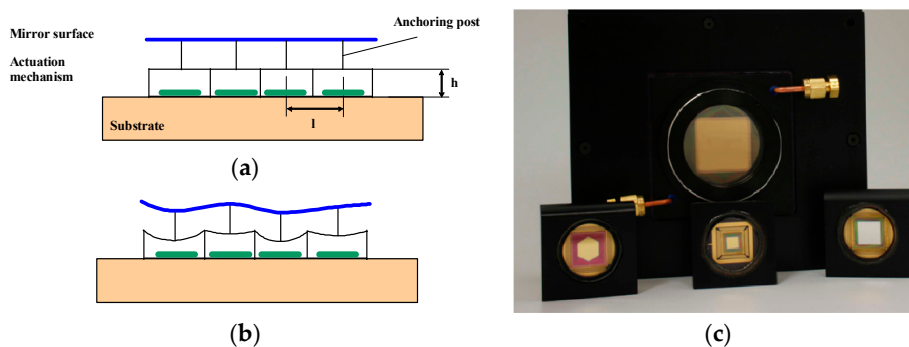 Mirror surface
Anchoring post
Actuation
mechanism
h
l
Substrate
(a)
(b)
(c)